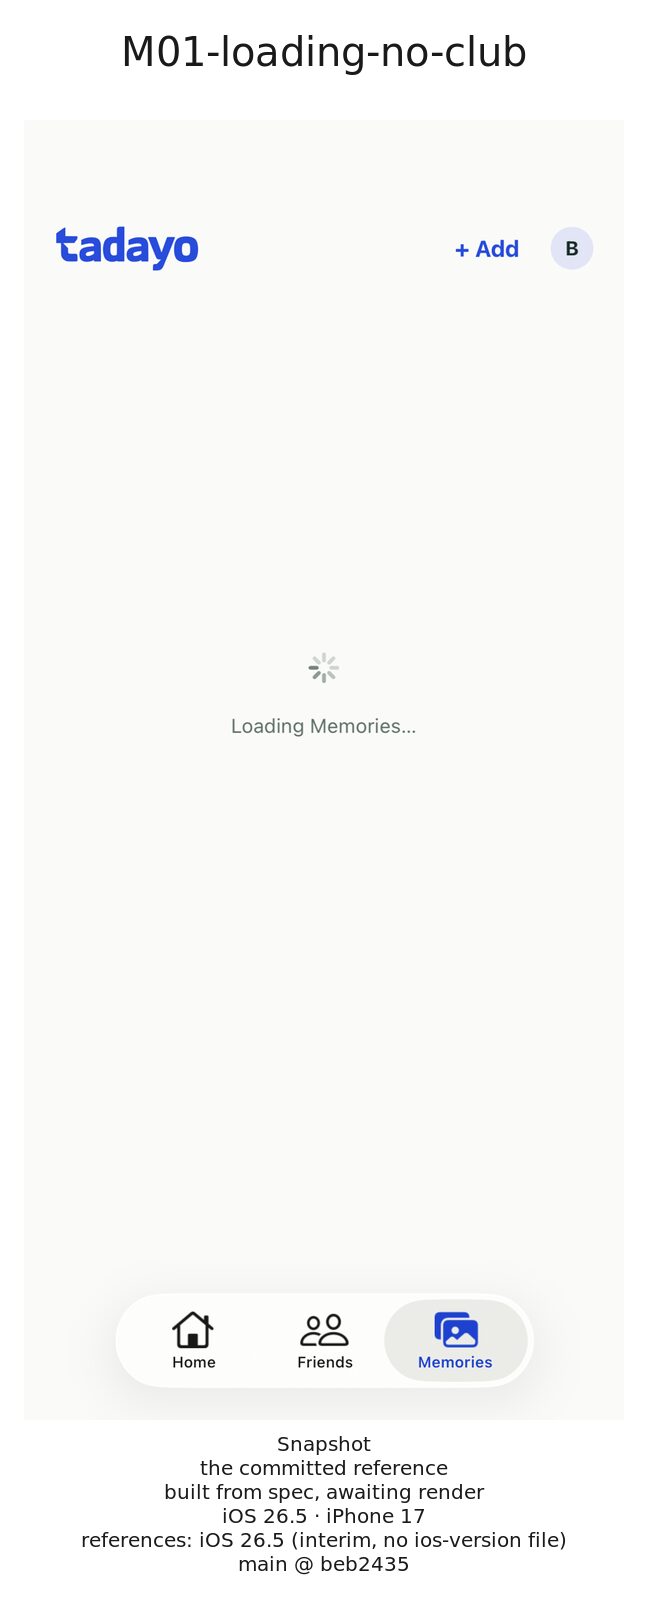 M01-loading-no-club
tadayo
+ Add
B
Loading Memories...
Home
Friends
Memories
Snapshot
the committed reference
built from spec, awaiting render
iOS 26.5 · iPhone 17
references: iOS 26.5 (interim, no ios-version file)
main @ beb2435